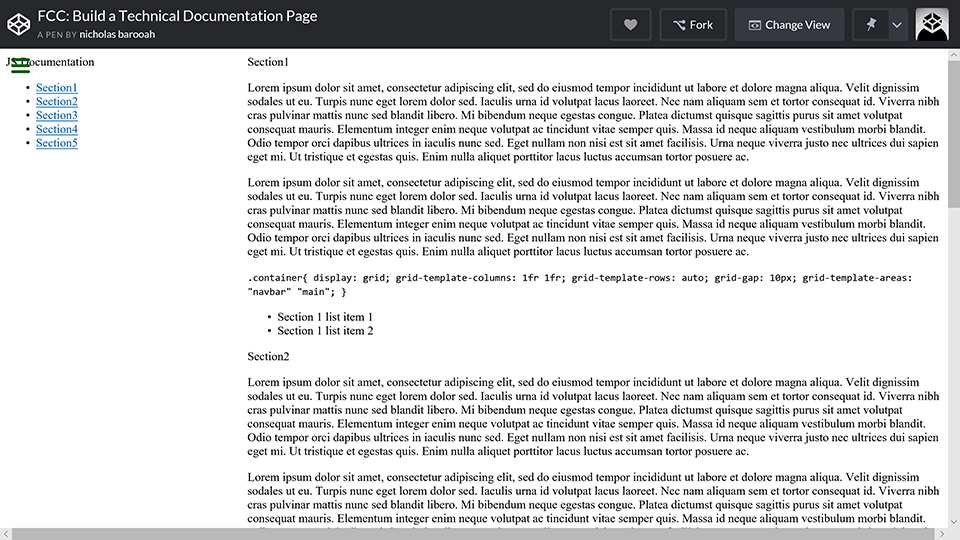 FCC: Build a Technical Documentation Page
A PEN BY nicholas barooah
Fork
Change View
JS Documentation
• Section1
• Section2
• Section3
• Section4
• Section5
Section1
Lorem ipsum dolor sit amet, consectetur adipiscing elit, sed do eiusmod tempor incididunt ut labore et dolore magna aliqua. Velit dignissim
sodales ut eu. Turpis nunc eget lorem dolor sed. Iaculis urna id volutpat lacus laoreet. Nec nam aliquam sem et tortor consequat id. Viverra nibh
cras pulvinar mattis nunc sed blandit libero. Mi bibendum neque egestas congue. Platea dictumst quisque sagittis purus sit amet volutpat
consequat mauris. Elementum integer enim neque volutpat ac tincidunt vitae semper quis. Massa id neque aliquam vestibulum morbi blandit.
Odio tempor orci dapibus ultrices in iaculis nunc sed. Eget nullam non nisi est sit amet facilisis. Urna neque viverra justo nec ultrices dui sapien
eget mi. Ut tristique et egestas quis. Enim nulla aliquet porttitor lacus luctus accumsan tortor posuere ac.
Lorem ipsum dolor sit amet, consectetur adipiscing elit, sed do eiusmod tempor incididunt ut labore et dolore magna aliqua. Velit dignissim
sodales ut eu. Turpis nunc eget lorem dolor sed. Iaculis urna id volutpat lacus laoreet. Nec nam aliquam sem et tortor consequat id. Viverra nibh
cras pulvinar mattis nunc sed blandit libero. Mi bibendum neque egestas congue. Platea dictumst quisque sagittis purus sit amet volutpat
consequat mauris. Elementum integer enim neque volutpat ac tincidunt vitae semper quis. Massa id neque aliquam vestibulum morbi blandit.
Odio tempor orci dapibus ultrices in iaculis nunc sed. Eget nullam non nisi est sit amet facilisis. Urna neque viverra justo nec ultrices dui sapien
eget mi. Ut tristique et egestas quis. Enim nulla aliquet porttitor lacus luctus accumsan tortor posuere ac.
.container{ display: grid; grid-template-columns: 1fr 1fr; grid-template-rows: auto; grid-gap: 10px; grid-template-areas:
"navbar" "main"; }
• Section 1 list item 1
• Section 1 list item 2
Section2
Lorem ipsum dolor sit amet, consectetur adipiscing elit, sed do eiusmod tempor incididunt ut labore et dolore magna aliqua. Velit dignissim
sodales ut eu. Turpis nunc eget lorem dolor sed. Iaculis urna id volutpat lacus laoreet. Nec nam aliquam sem et tortor consequat id. Viverra nibh
cras pulvinar mattis nunc sed blandit libero. Mi bibendum neque egestas congue. Platea dictumst quisque sagittis purus sit amet volutpat
consequat mauris. Elementum integer enim neque volutpat ac tincidunt vitae semper quis. Massa id neque aliquam vestibulum morbi blandit.
Odio tempor orci dapibus ultrices in iaculis nunc sed. Eget nullam non nisi est sit amet facilisis. Urna neque viverra justo nec ultrices dui sapien
eget mi. Ut tristique et egestas quis. Enim nulla aliquet porttitor lacus luctus accumsan tortor posuere ac.
Lorem ipsum dolor sit amet, consectetur adipiscing elit, sed do eiusmod tempor incididunt ut labore et dolore magna aliqua. Velit dignissim
sodales ut eu. Turpis nunc eget lorem dolor sed. Iaculis urna id volutpat lacus laoreet. Nec nam aliquam sem et tortor consequat id. Viverra nibh
cras pulvinar mattis nunc sed blandit libero. Mi bibendum neque egestas congue. Platea dictumst quisque sagittis purus sit amet volutpat
consequat mauris. Elementum integer enim neque volutpat ac tincidunt vitae semper quis. Massa id neque aliquam vestibulum morbi blandit.